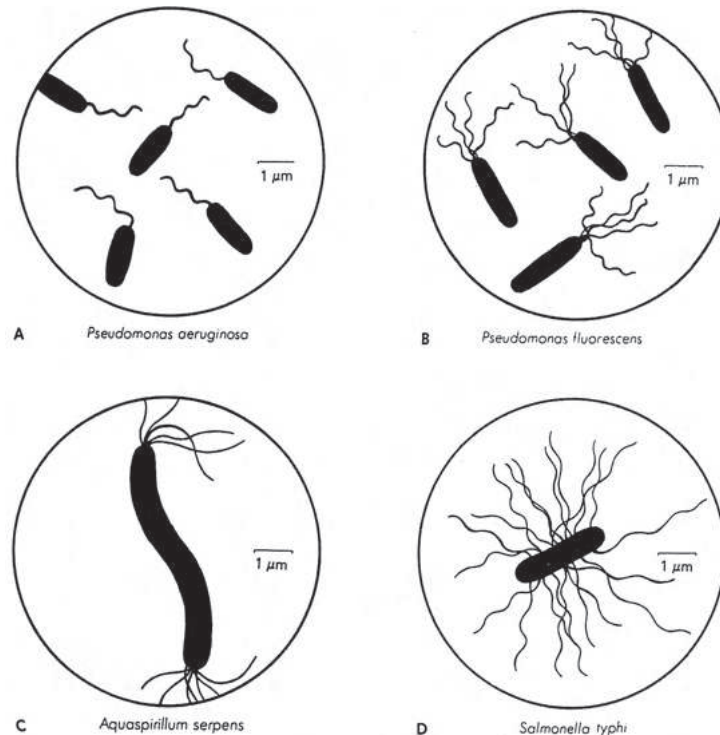 1 μm
1 μm
A Pseudomonas aeruginosa
B Pseudomonas fluorescens
1 μm
1 μm
C Aquaspirillum serpens
D Salmonella typhi